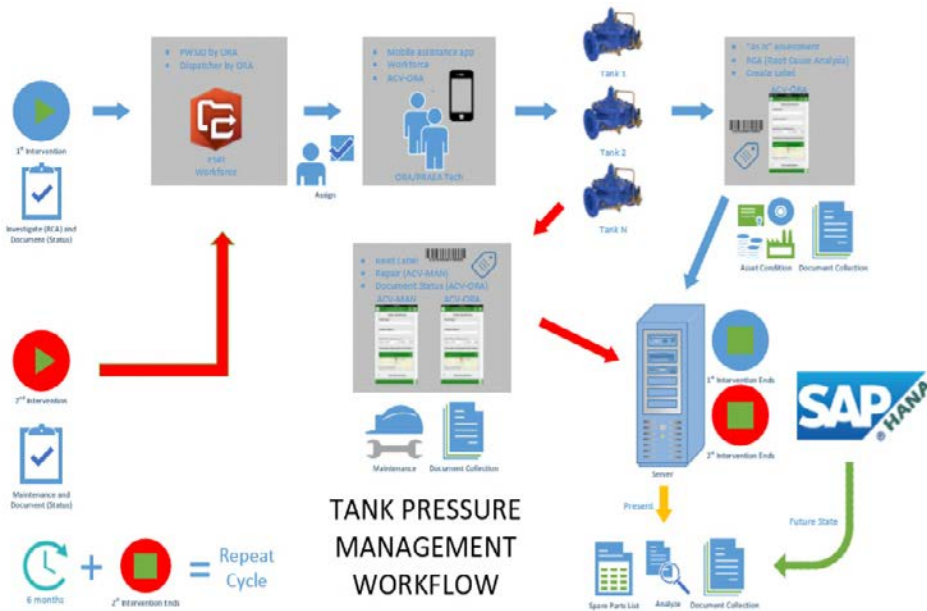 PWSID by ORA
Dispatcher by ORA
Workforce
1st Intervention
Investigate (RCA) and
Document (Status)
Assign
Mobile assistance app
Workforce
ACV-ORA
ORA/PRASA Tech
Tank 1
Tank 2
Tank N
"As Is" Assessment
RCA (Root Cause Analysis)
Create Label
ACV-ORA
Asset Condition
Document Collection
Read Label
Repair (ACV-MAN)
Document Status (ACV-ORA)
ACV-MAN
ACV-ORA
Maintenance
Document Collection
2nd Intervention
Maintenance and
Document (Status)
6 months
+
2nd Intervention Ends
=
Repeat
Cycle
TANK PRESSURE
MANAGEMENT
WORKFLOW
1st Intervention Ends
2nd Intervention Ends
Server
SAP
® HANA
Present
Future State
Spare Parts List
Analyze
Document Collection